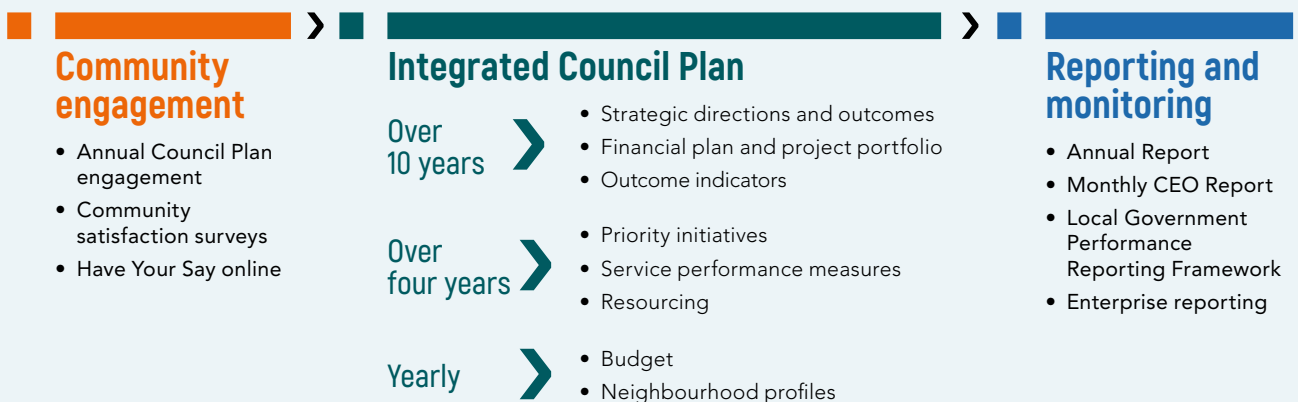 Community
engagement
• Annual Council Plan
engagement
• Community
satisfaction surveys
• Have Your Say online
Integrated Council Plan
Over
10 years
• Strategic directions and outcomes
• Financial plan and project portfolio
• Outcome indicators
Over
four years
• Priority initiatives
• Service performance measures
• Resourcing
Yearly
• Budget
• Neighbourhood profiles
Reporting and
monitoring
• Annual Report
• Monthly CEO Report
• Local Government
Performance
Reporting Framework
• Enterprise reporting